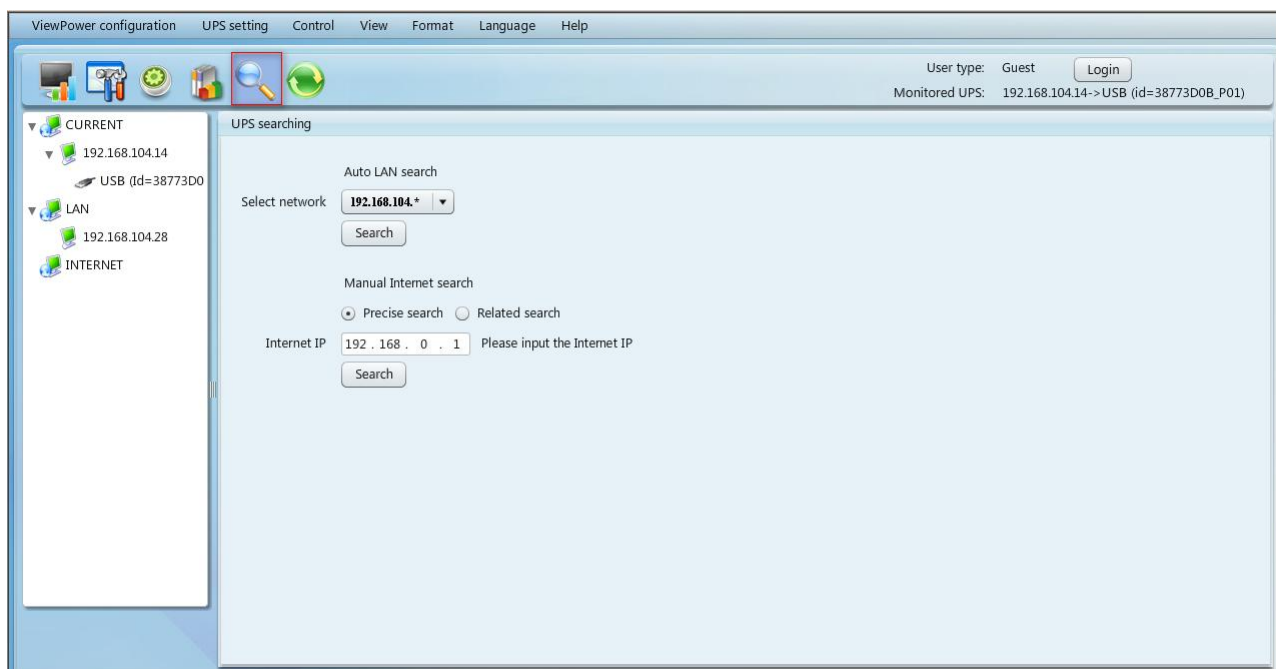 ViewPower configuration UPS setting Control View Format Language Help
User type: Guest Login
Monitored UPS: 192.168.104.14->USB (id=38773D0B_P01)
CURRENT
192.168.104.14
USB (Id=38773D0
LAN
192.168.104.28
INTERNET
UPS searching
Auto LAN search
Select network 192.168.104.*
Search
Manual Internet search
Precise search Related search
Internet IP 192 . 168 . 0 . 1 Please input the Internet IP
Search